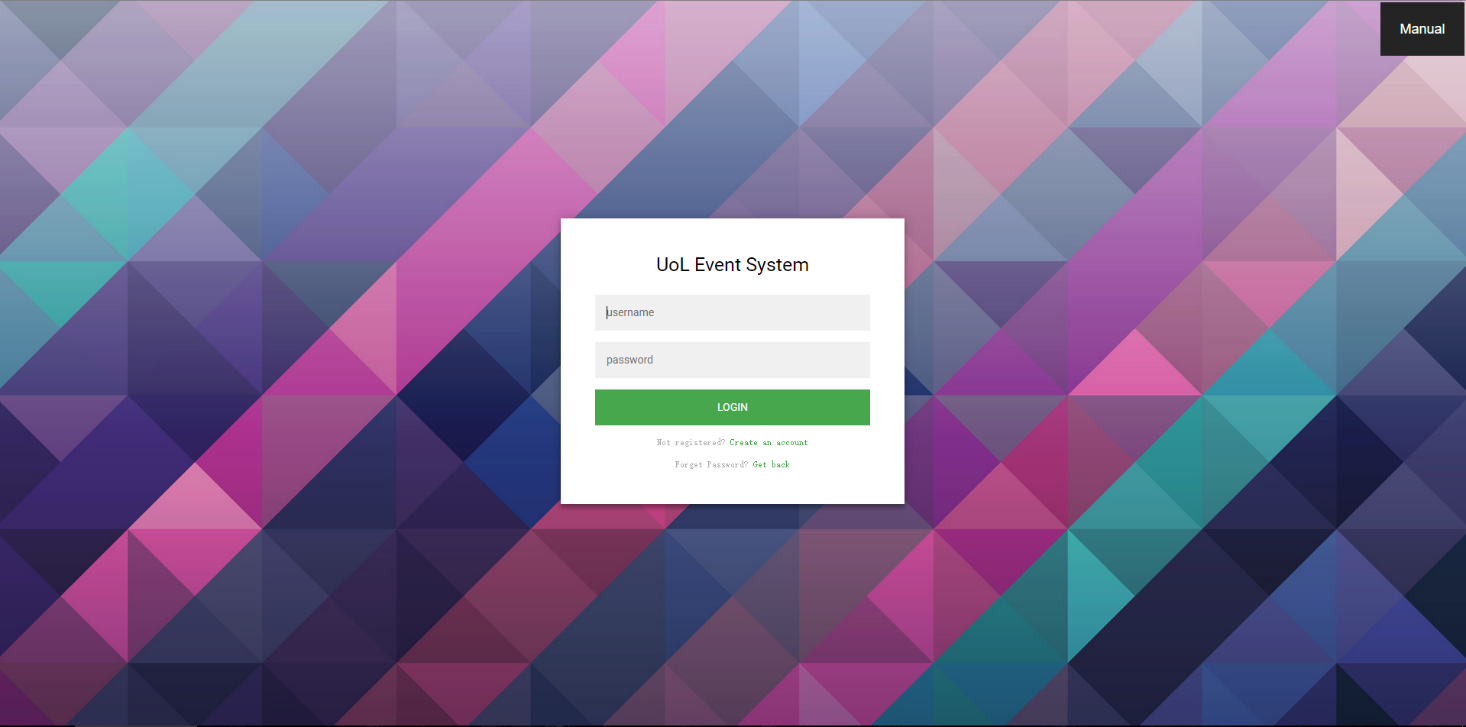 Manual
UoL Event System
username
password
LOGIN
Not registered? Create an account
Forget Password? Get back